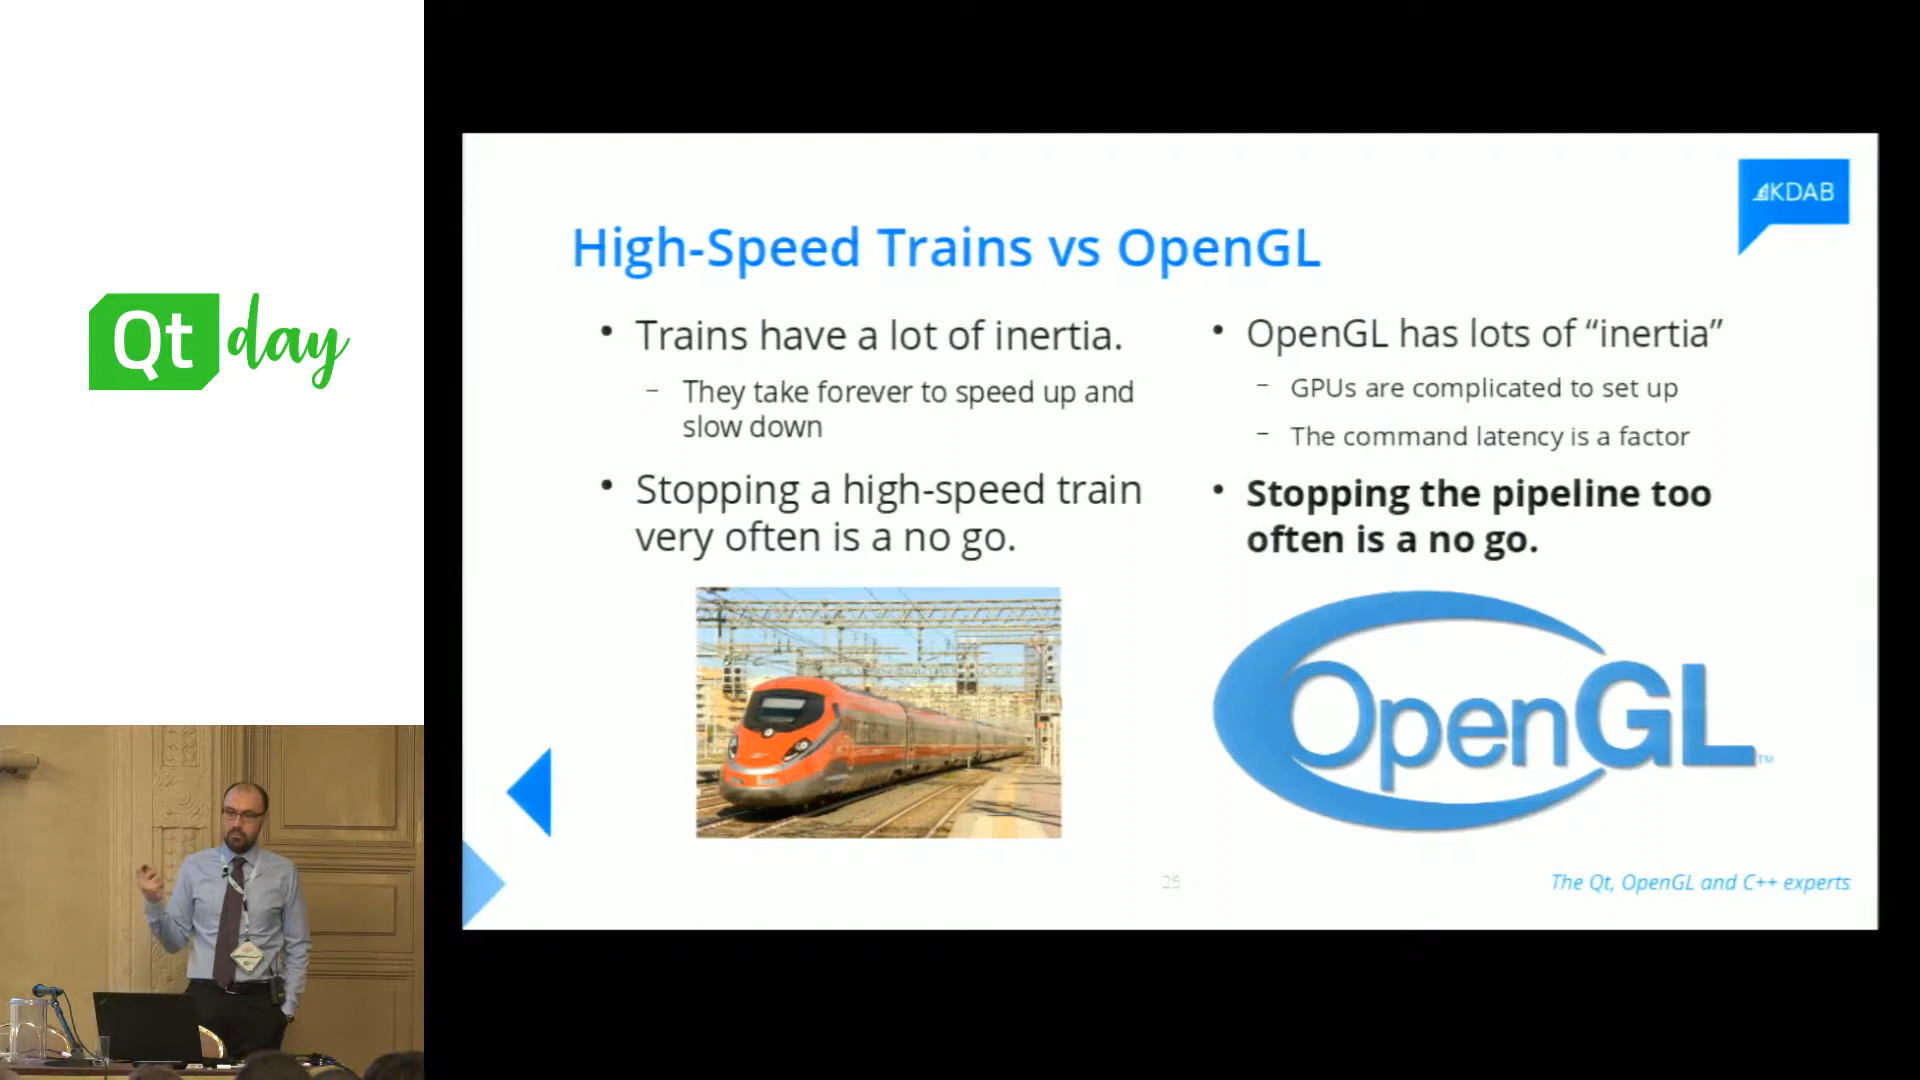 Qt day
KDAB
High-Speed Trains vs OpenGL
• Trains have a lot of inertia.
– They take forever to speed up and
slow down
• Stopping a high-speed train
very often is a no go.
• OpenGL has lots of “inertia”
– GPUs are complicated to set up
– The command latency is a factor
• Stopping the pipeline too
often is a no go.
OpenGL™
25
The Qt, OpenGL and C++ experts